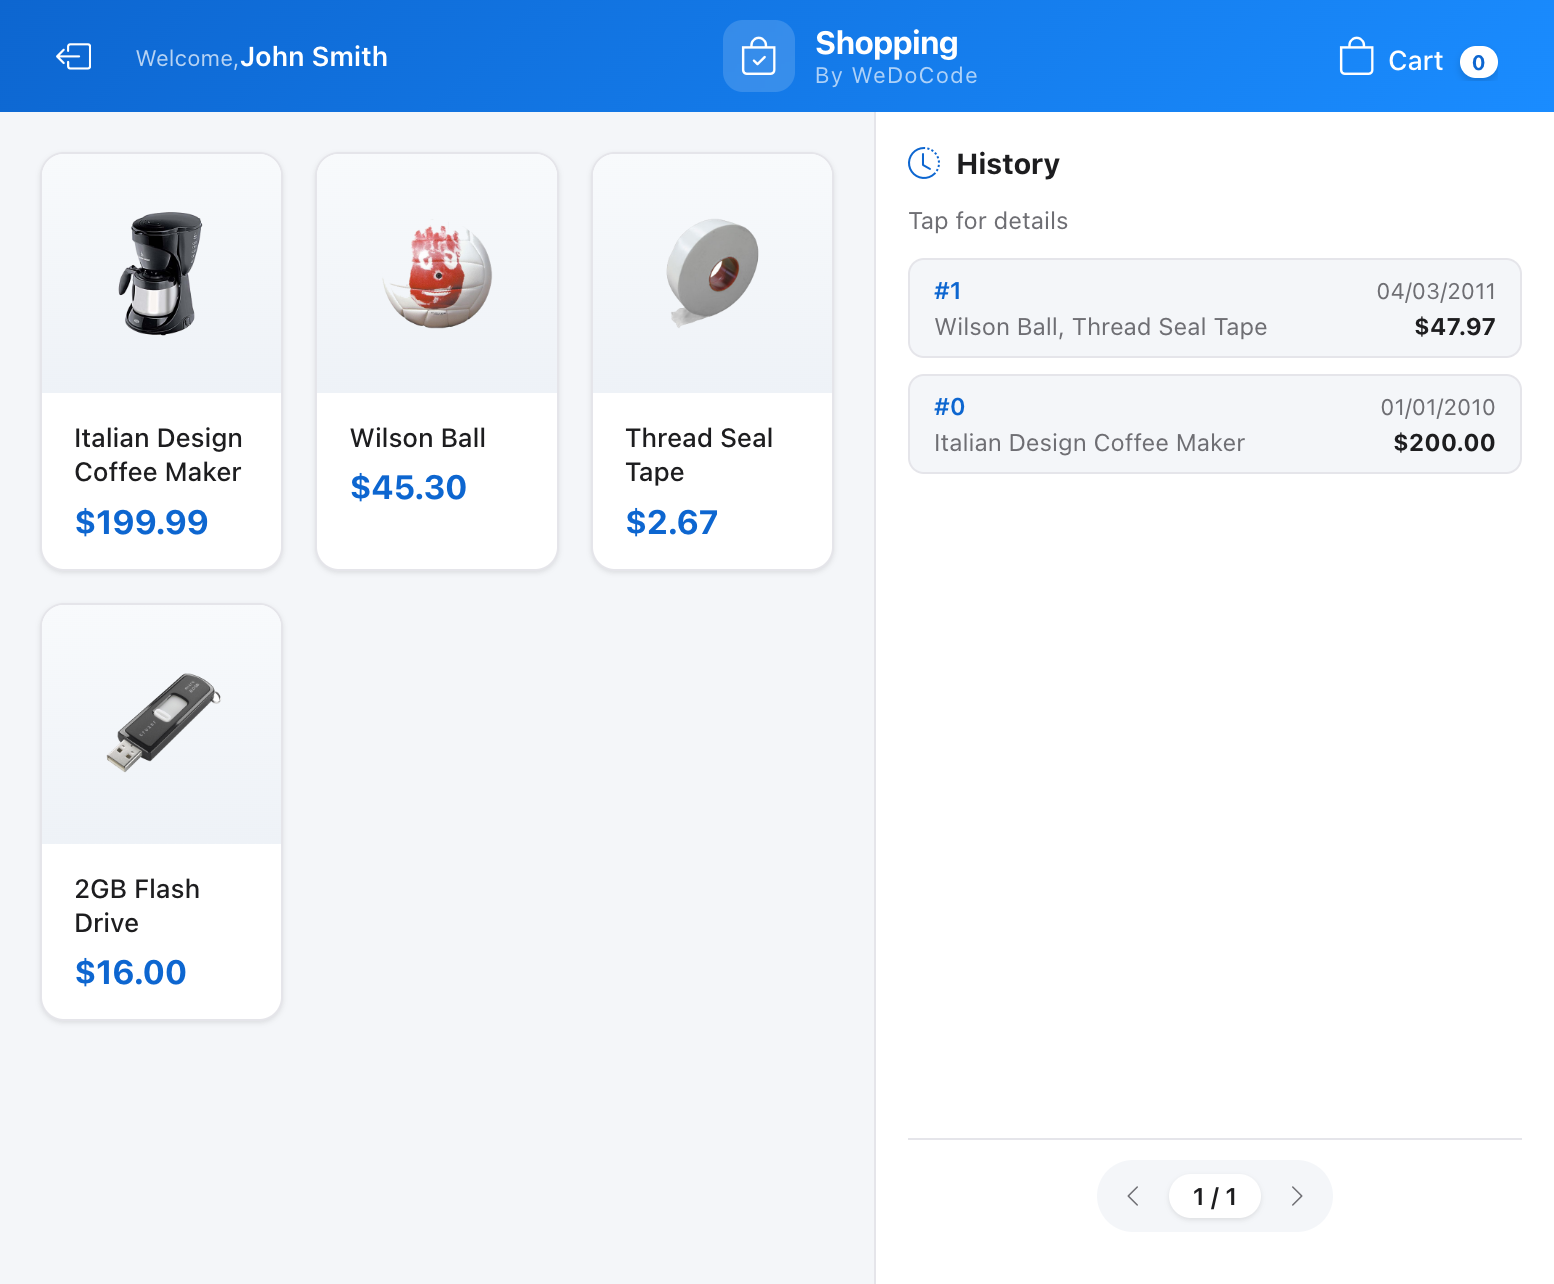 Welcome,John Smith
Shopping
By WeDoCode
Cart 0
Italian Design
Coffee Maker
$199.99
Wilson Ball
$45.30
Thread Seal
Tape
$2.67
2GB Flash
Drive
$16.00
History
Tap for details
#1 04/03/2011
Wilson Ball, Thread Seal Tape $47.97
#0 01/01/2010
Italian Design Coffee Maker $200.00
1 / 1